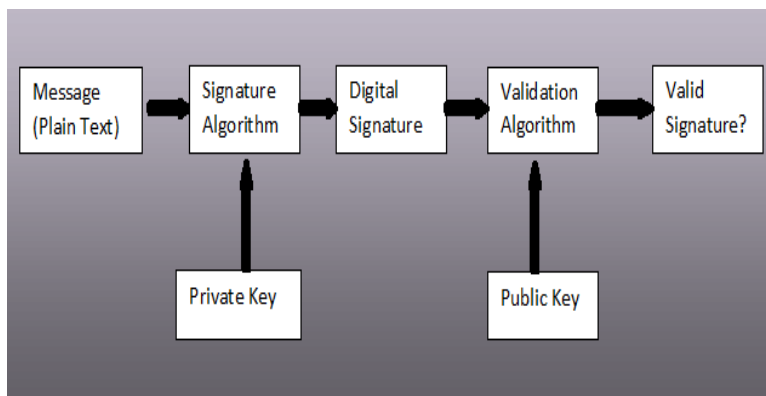 Message
(Plain Text)
Signature
Algorithm
Digital
Signature
Validation
Algorithm
Valid
Signature?
Private Key
Public Key